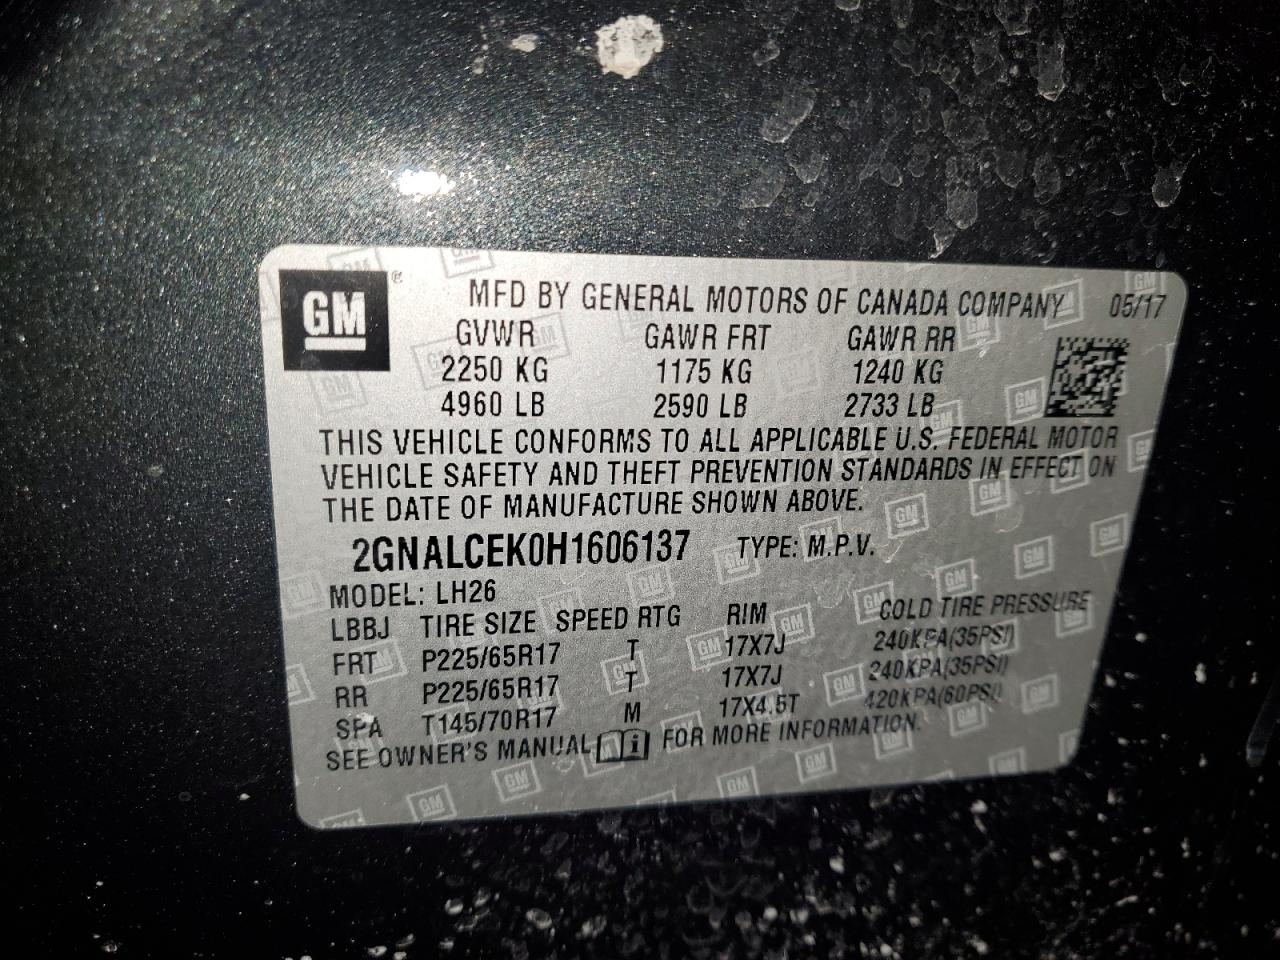 GM ®
MFD BY GENERAL MOTORS OF CANADA COMPANY 05/17
GVWR GAWR FRT GAWR RR
2250 KG 1175 KG 1240 KG
4960 LB 2590 LB 2733 LB
THIS VEHICLE CONFORMS TO ALL APPLICABLE U.S. FEDERAL MOTOR
VEHICLE SAFETY AND THEFT PREVENTION STANDARDS IN EFFECT ON
THE DATE OF MANUFACTURE SHOWN ABOVE.
2GNALCEK0H1606137 TYPE: M.P.V.
MODEL: LH26
LBBJ TIRE SIZE SPEED RTG RIM COLD TIRE PRESSURE
FRT P225/65R17 T 17X7J 240KPA(35PSI)
RR P225/65R17 T 17X7J 240KPA(35PSI)
SPA T145/70R17 M 17X4.5T 420KPA(60PSI)
SEE OWNER'S MANUAL i FOR MORE INFORMATION.